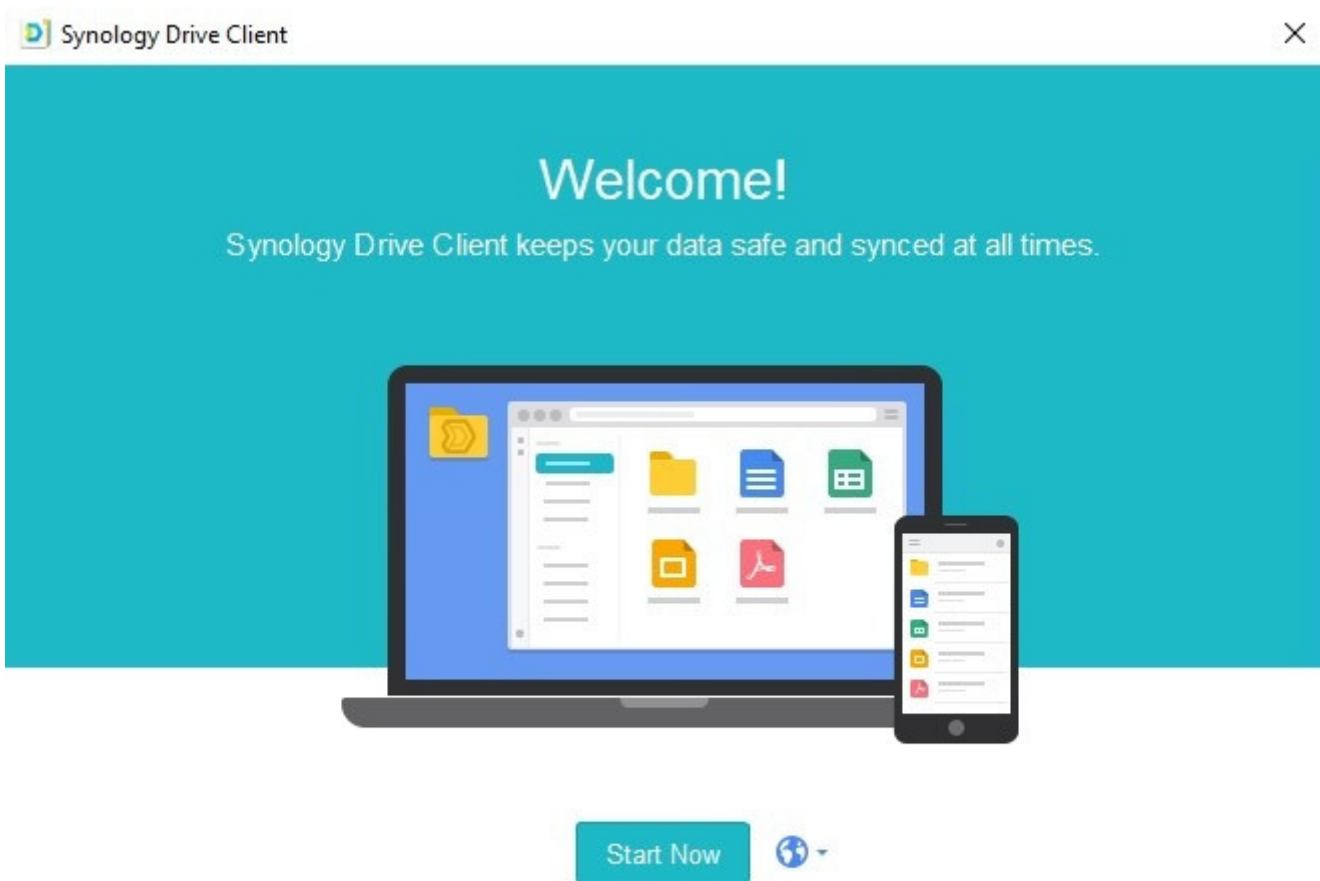 Synology Drive Client
Welcome!
Synology Drive Client keeps your data safe and synced at all times.
Start Now